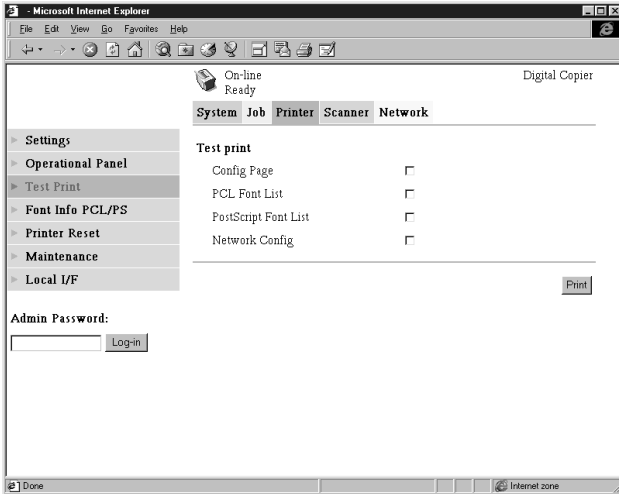 - Microsoft Internet Explorer
File Edit View Go Favorites Help
On-line
Ready
Digital Copier
System Job Printer Scanner Network
Settings
Operational Panel
Test Print
Font Info PCL/PS
Printer Reset
Maintenance
Local I/F
Admin Password:
Log-in
Test print
Config Page
PCL Font List
PostScript Font List
Network Config
Print
Done
Internet zone